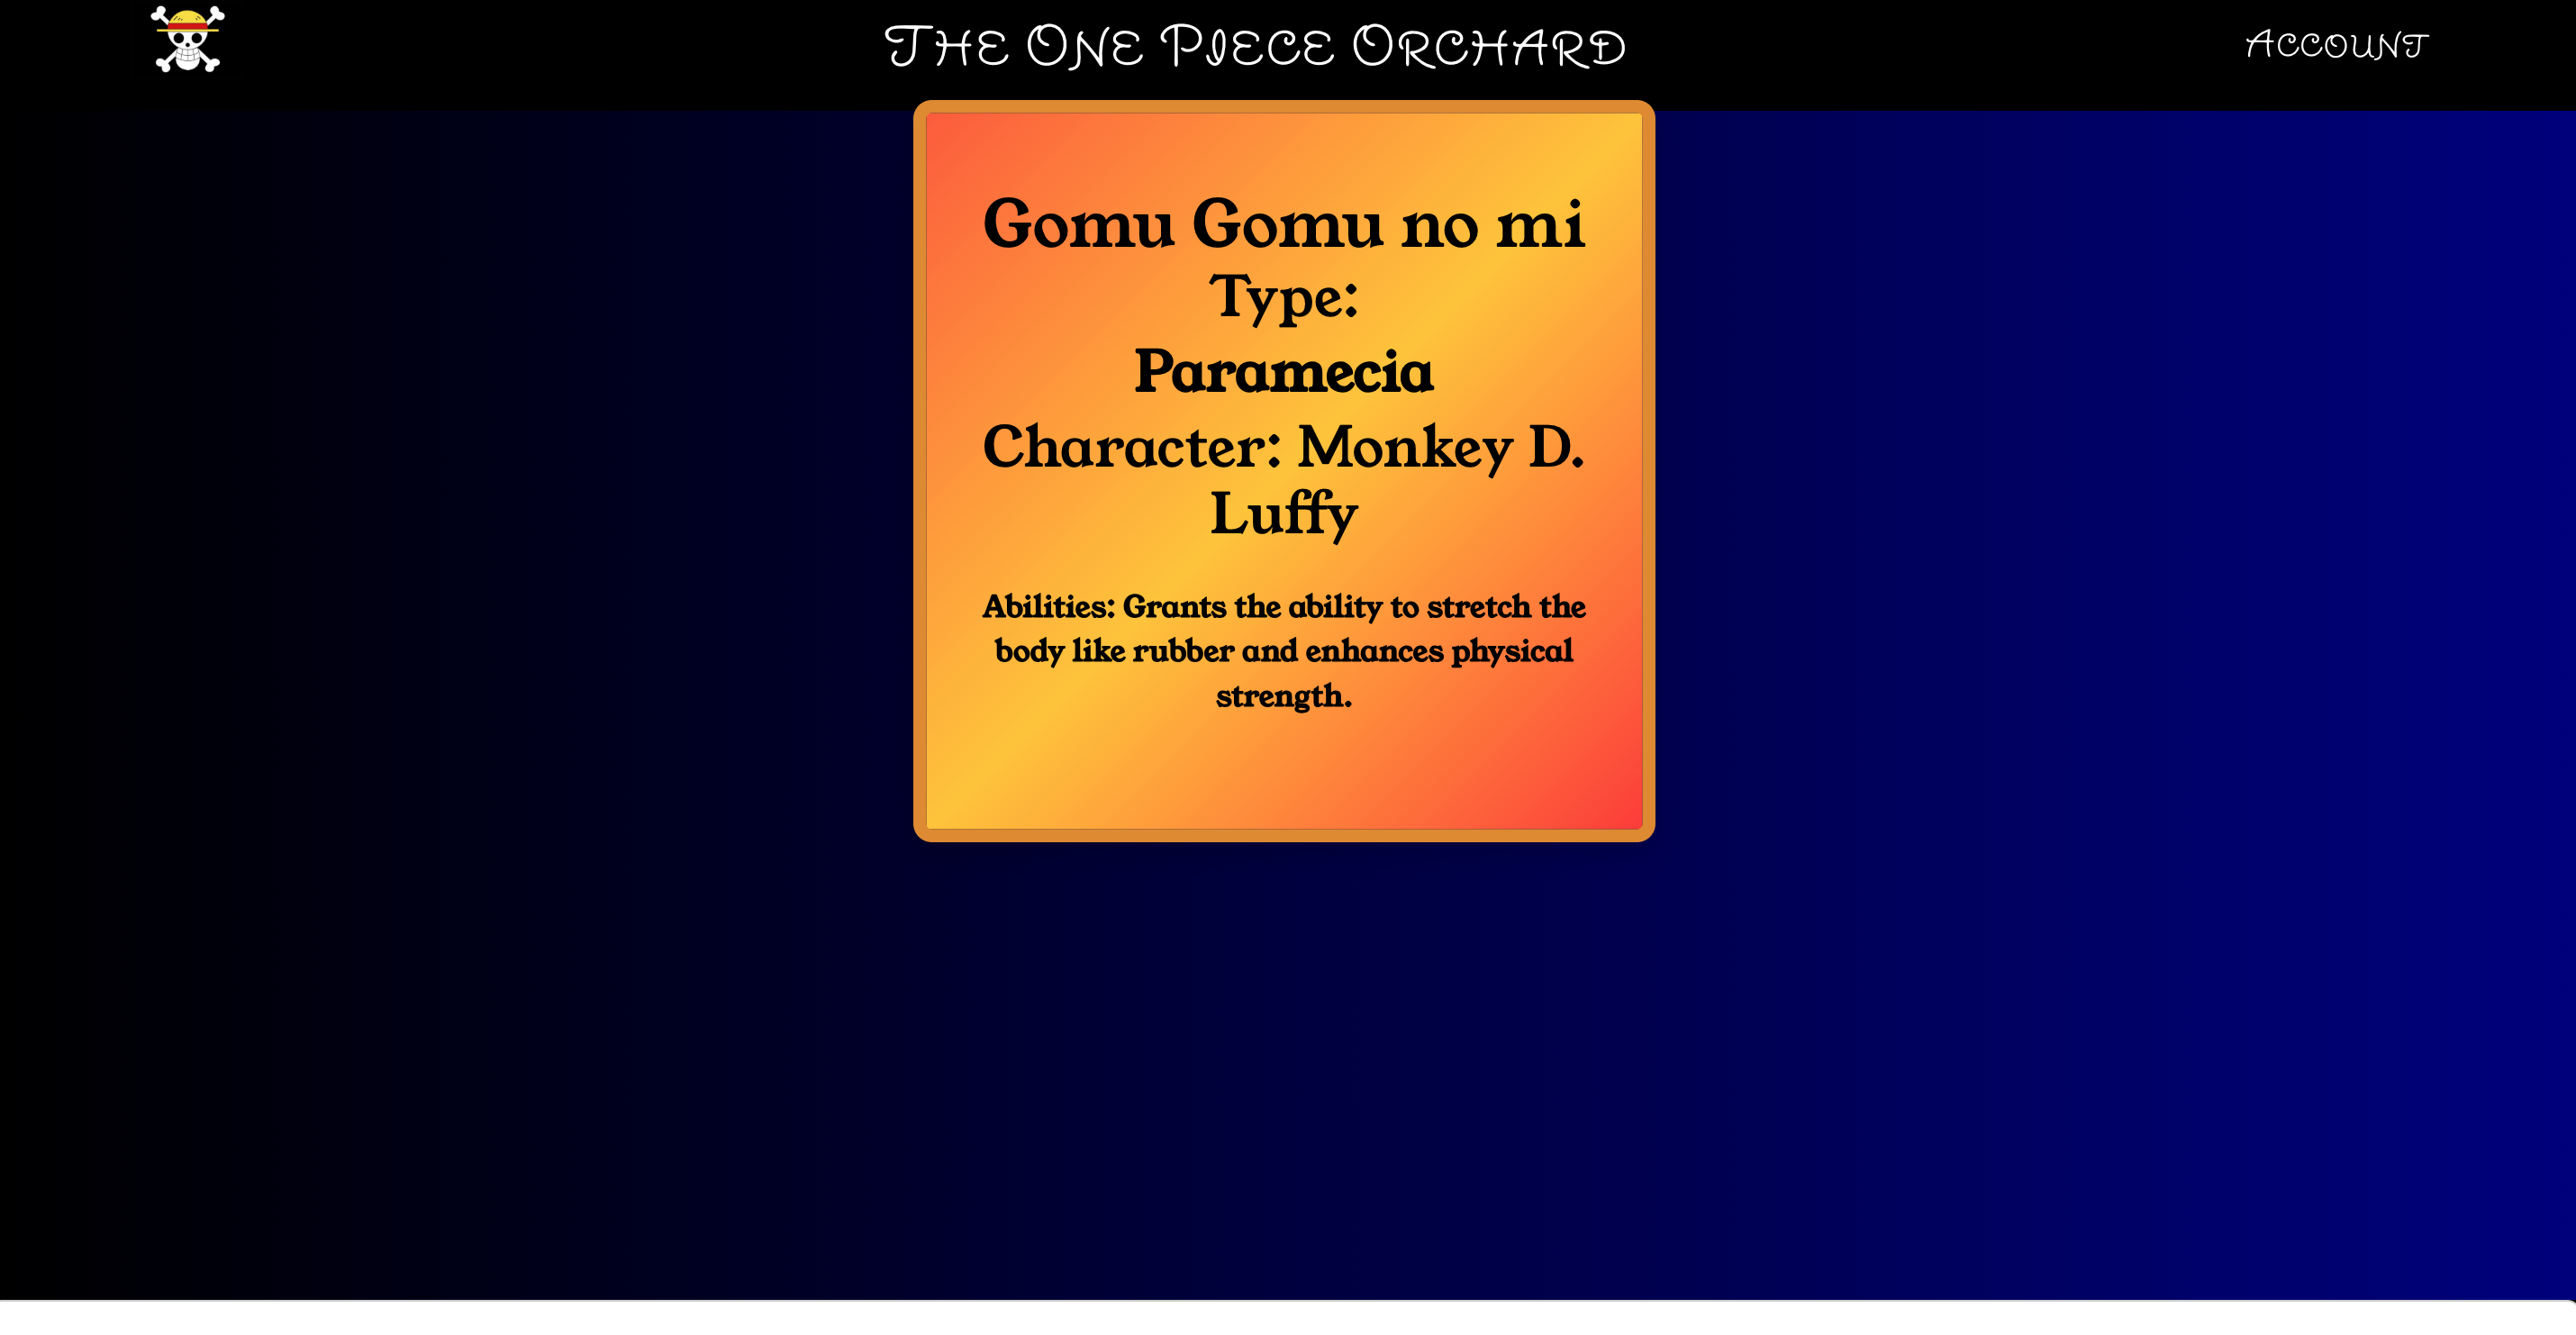 THE ONE PIECE ORCHARD
ACCOUNT
Gomu Gomu no mi
Type:
Paramecia
Character: Monkey D.
Luffy
Abilities: Grants the ability to stretch the
body like rubber and enhances physical
strength.